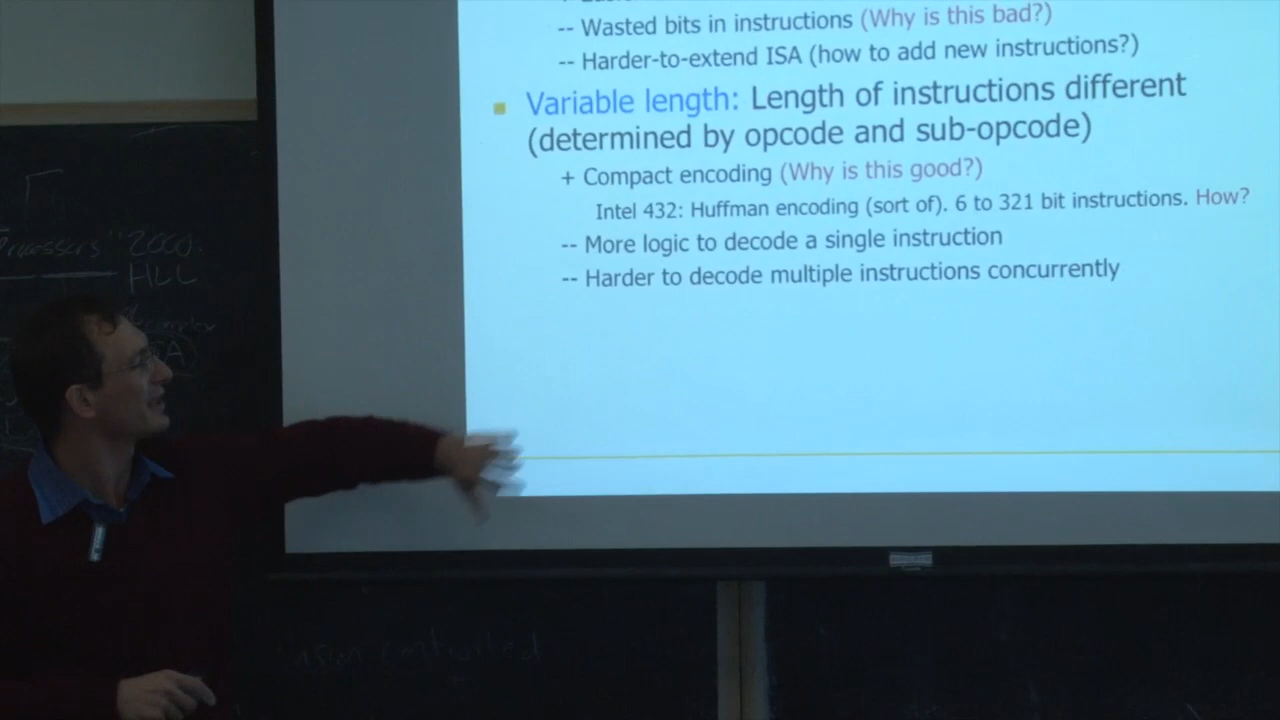 -- Wasted bits in instructions (Why is this bad?)
-- Harder-to-extend ISA (how to add new instructions?)
Variable length: Length of instructions different
(determined by opcode and sub-opcode)
+ Compact encoding (Why is this good?)
Intel 432: Huffman encoding (sort of). 6 to 321 bit instructions. How?
-- More logic to decode a single instruction
-- Harder to decode multiple instructions concurrently
2000.
HLL
controlled